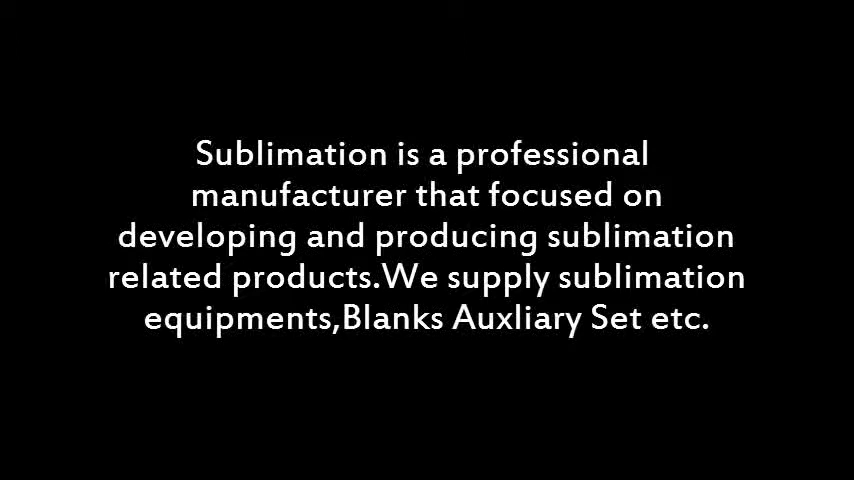 Sublimation is a professional
manufacturer that focused on
developing and producing sublimation
related products.We supply sublimation
equipments,Blanks Auxliary Set etc.